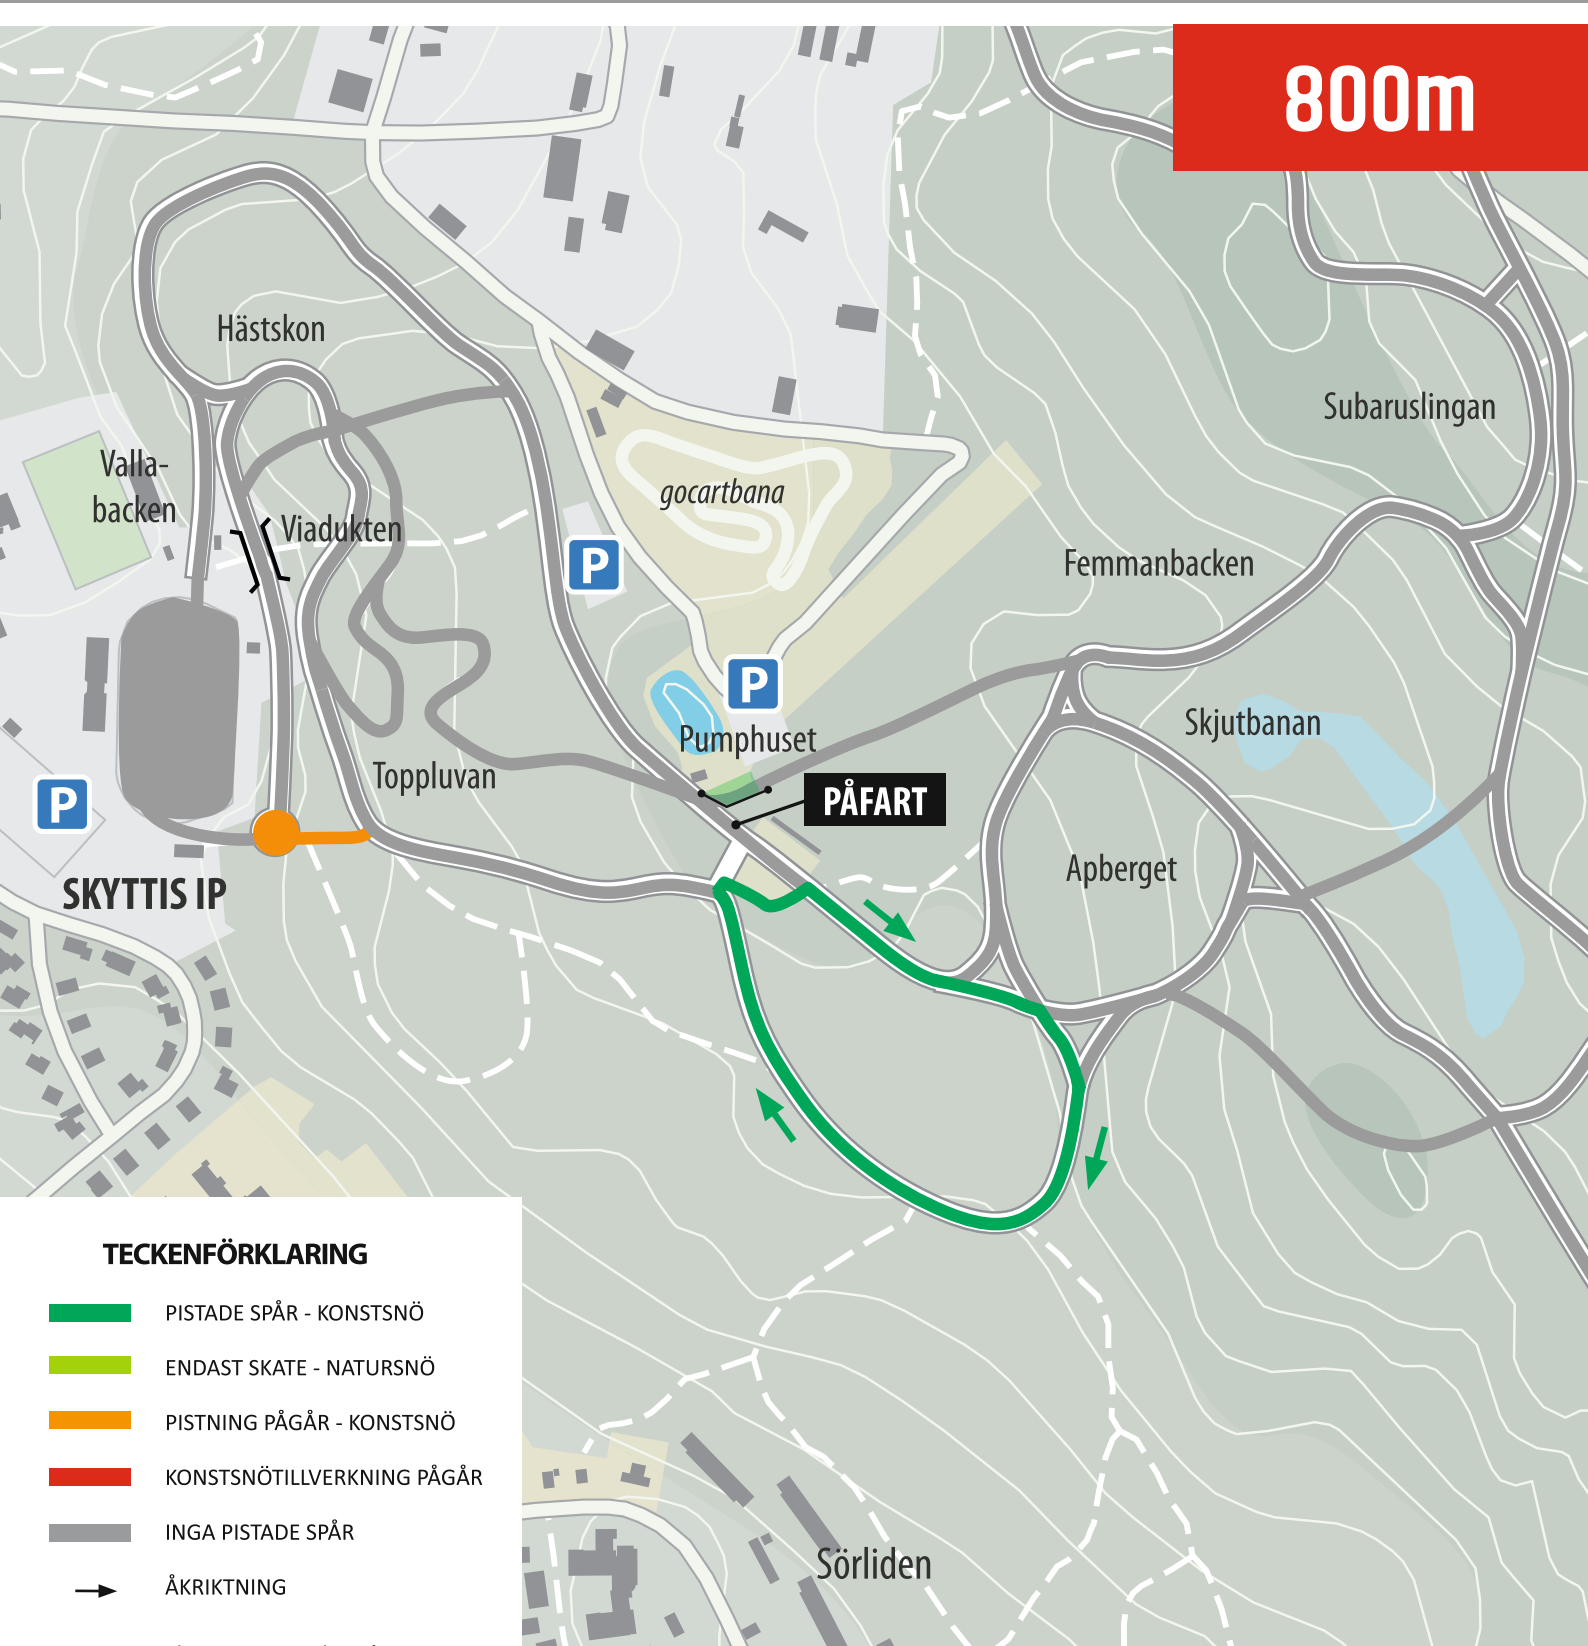 800m
Hästskon
Subaruslingan
Valla-
backen
gocartbana
Viadukten
P
Femmanbacken
P
Skjutbanan
Pumphuset
Toppluvan
PÅFART
P
Apberget
SKYTTIS IP
TECKENFÖRKLARING
PISTADE SPÅR - KONSTSNÖ
ENDAST SKATE - NATURSNÖ
PISTNING PÅGÅR - KONSTSNÖ
KONSTSNÖTILLVERKNING PÅGÅR
INGA PISTADE SPÅR
ÅKRIKTNING
Sörliden